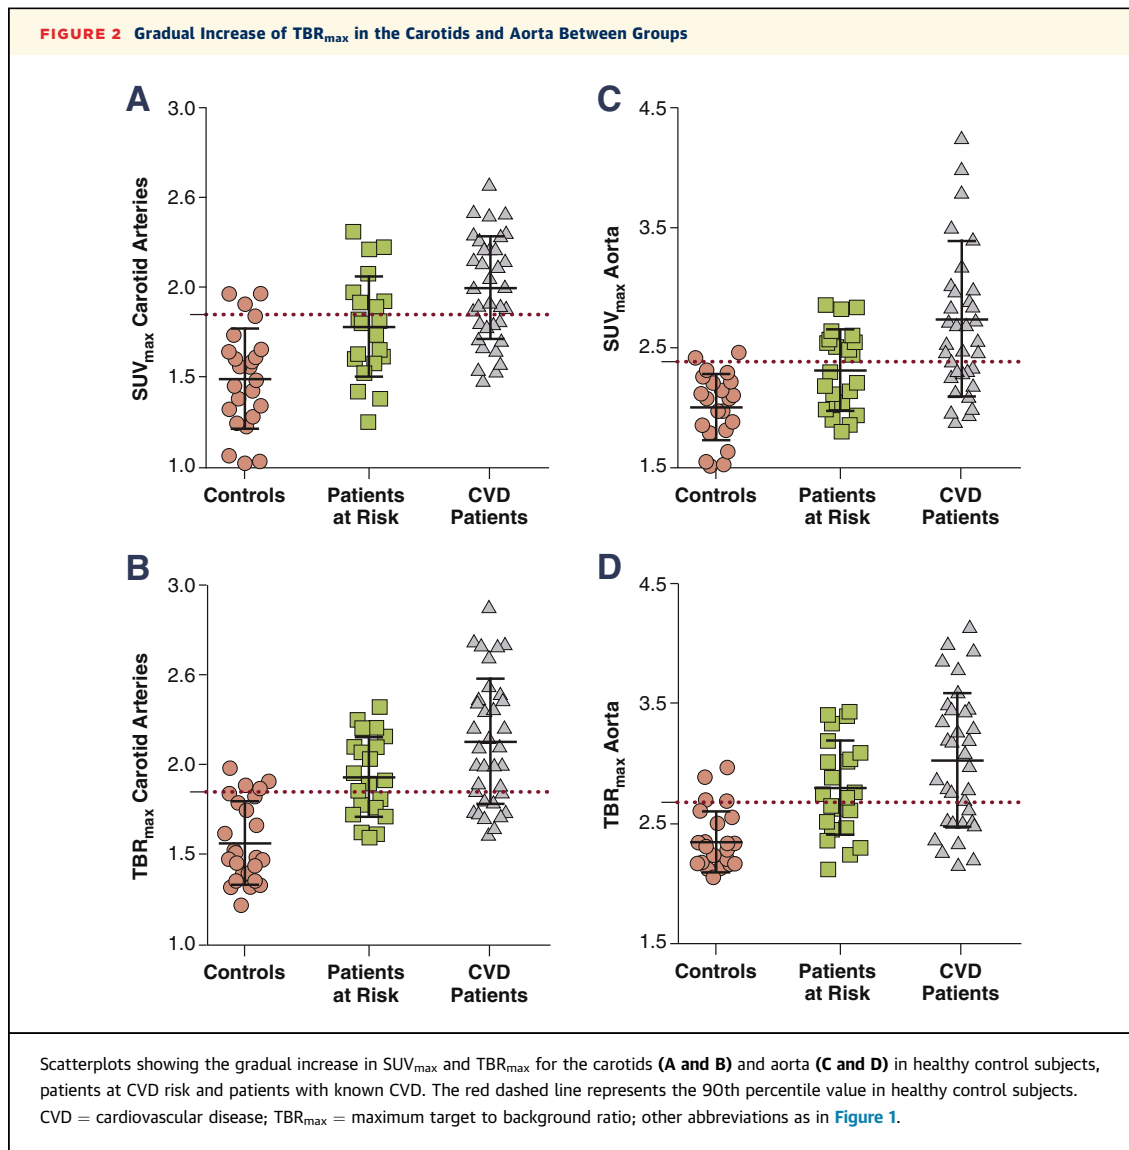 FIGURE 2 Gradual Increase of TBRmax in the Carotids and Aorta Between Groups
A
SUVmax Carotid Arteries
3.0
2.6
2.0
1.5
1.0
Controls
Patients
at Risk
CVD
Patients
C
SUVmax Aorta
4.5
3.5
2.5
1.5
Controls
Patients
at Risk
CVD
Patients
B
TBRmax Carotid Arteries
3.0
2.6
2.0
1.5
1.0
Controls
Patients
at Risk
CVD
Patients
D
TBRmax Aorta
4.5
3.5
2.5
1.5
Controls
Patients
at Risk
CVD
Patients
Scatterplots showing the gradual increase in SUVmax and TBRmax for the carotids (A and B) and aorta (C and D) in healthy control subjects,
patients at CVD risk and patients with known CVD. The red dashed line represents the 90th percentile value in healthy control subjects.
CVD = cardiovascular disease; TBRmax = maximum target to background ratio; other abbreviations as in Figure 1.